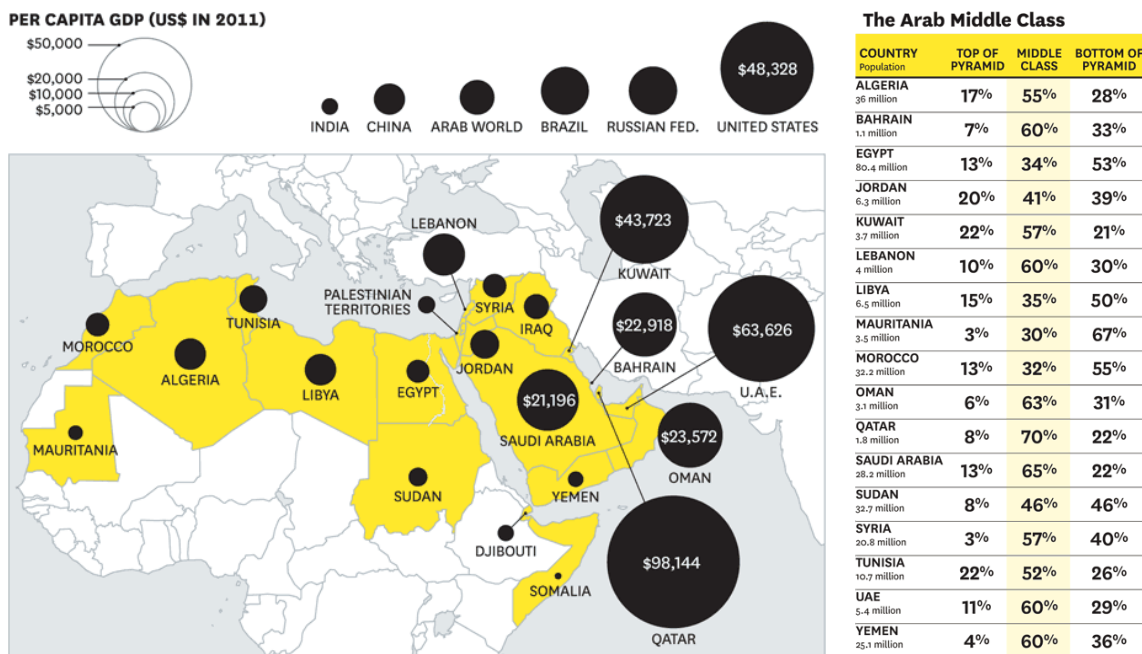 PER CAPITA GDP (US$ IN 2011)
$50,000
$20,000
$10,000
$5,000
$48,328
INDIA
CHINA
ARAB WORLD
BRAZIL
RUSSIAN FED.
UNITED STATES
LEBANON
$43,723
KUWAIT
PALESTINIAN
TERRITORIES
SYRIA
IRAQ
TUNISIA
MOROCCO
ALGERIA
LIBYA
EGYPT
JORDAN
$22,918
BAHRAIN
$63,626
U.A.E.
$21,196
SAUDI ARABIA
$23,572
OMAN
MAURITANIA
SUDAN
YEMEN
DJIBOUTI
SOMALIA
$98,144
QATAR
The Arab Middle Class
COUNTRY TOP OF MIDDLE BOTTOM OF
Population PYRAMID CLASS PYRAMID
ALGERIA
36 million 17% 55% 28%
BAHRAIN
1.1 million 7% 60% 33%
EGYPT
80.4 million 13% 34% 53%
JORDAN
6.3 million 20% 41% 39%
KUWAIT
3.7 million 22% 57% 21%
LEBANON
4 million 10% 60% 30%
LIBYA
6.5 million 15% 35% 50%
MAURITANIA
3.5 million 3% 30% 67%
MOROCCO
32.2 million 13% 32% 55%
OMAN
3.1 million 6% 63% 31%
QATAR
1.8 million 8% 70% 22%
SAUDI ARABIA
28.2 million 13% 65% 22%
SUDAN
32.7 million 8% 46% 46%
SYRIA
20.8 million 3% 57% 40%
TUNISIA
10.7 million 22% 52% 26%
UAE
5.4 million 11% 60% 29%
YEMEN
25.1 million 4% 60% 36%